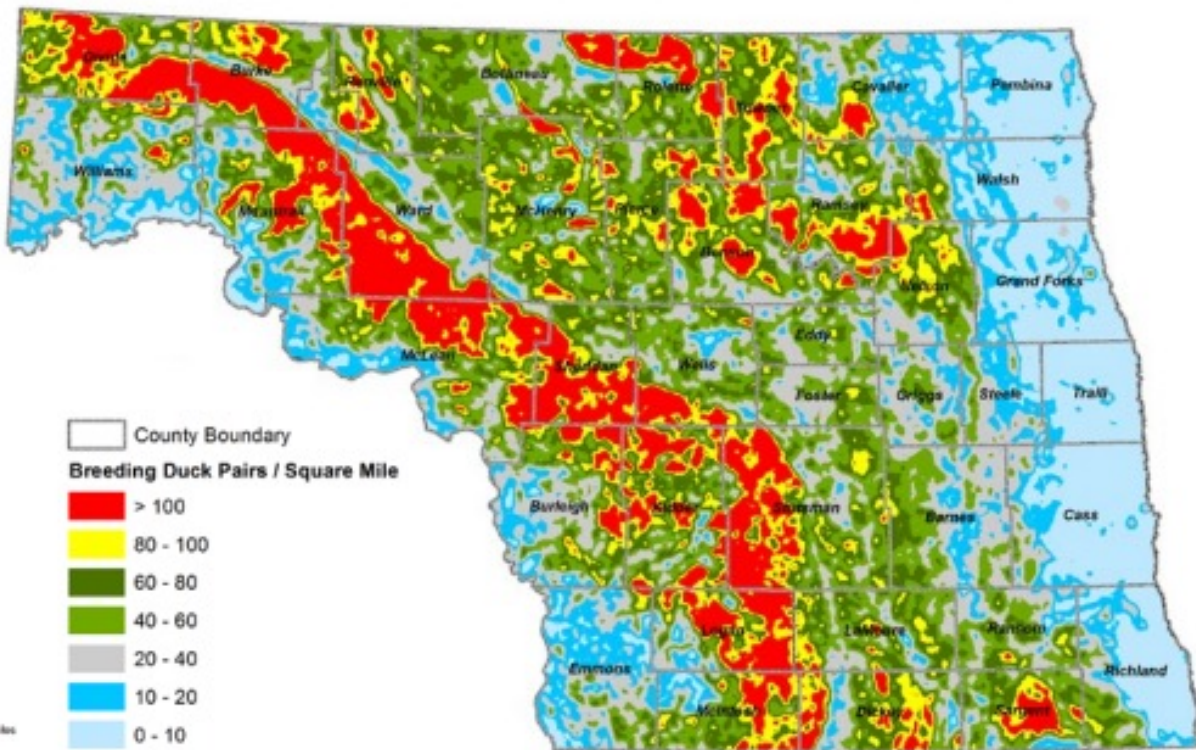 Divide
Burke
Renville
Bottineau
Rolette
Towner
Cavalier
Pembina
Williams
Mountrail
Ward
McHenry
Pierce
Ramsey
Walsh
Benson
Nelson
Grand Forks
McLean
Sheridan
Wells
Eddy
Foster
Griggs
Steele
Traill
County Boundary
Breeding Duck Pairs / Square Mile
> 100
80 - 100
60 - 80
40 - 60
20 - 40
10 - 20
0 - 10
Burleigh
Kidder
Stutsman
Barnes
Cass
Emmons
Logan
LaMoure
Ransom
Richland
McIntosh
Dickey
Sargent